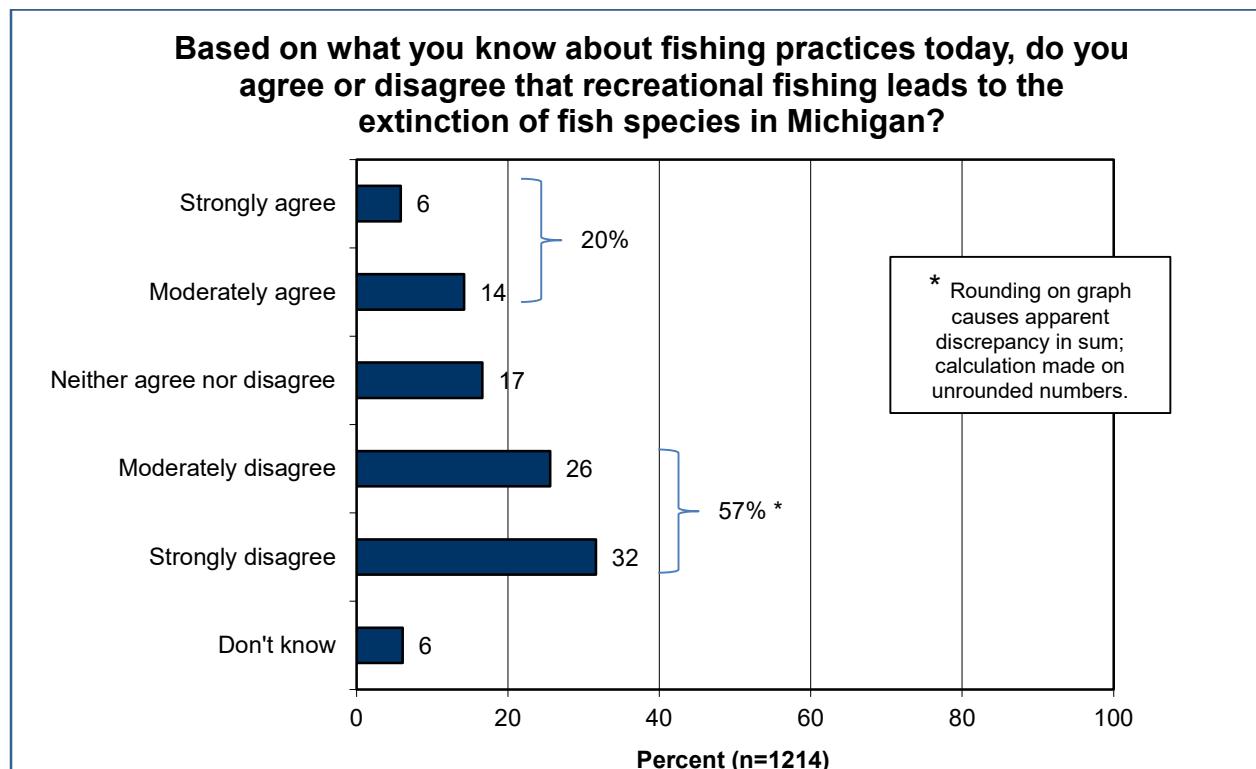 Based on what you know about fishing practices today, do you
agree or disagree that recreational fishing leads to the
extinction of fish species in Michigan?
Strongly agree
6
20%
Moderately agree
14
* Rounding on graph
causes apparent
discrepancy in sum;
calculation made on
unrounded numbers.
Neither agree nor disagree
17
Moderately disagree
26
57% *
Strongly disagree
32
Don't know
6
0 20 40 60 80 100
Percent (n=1214)